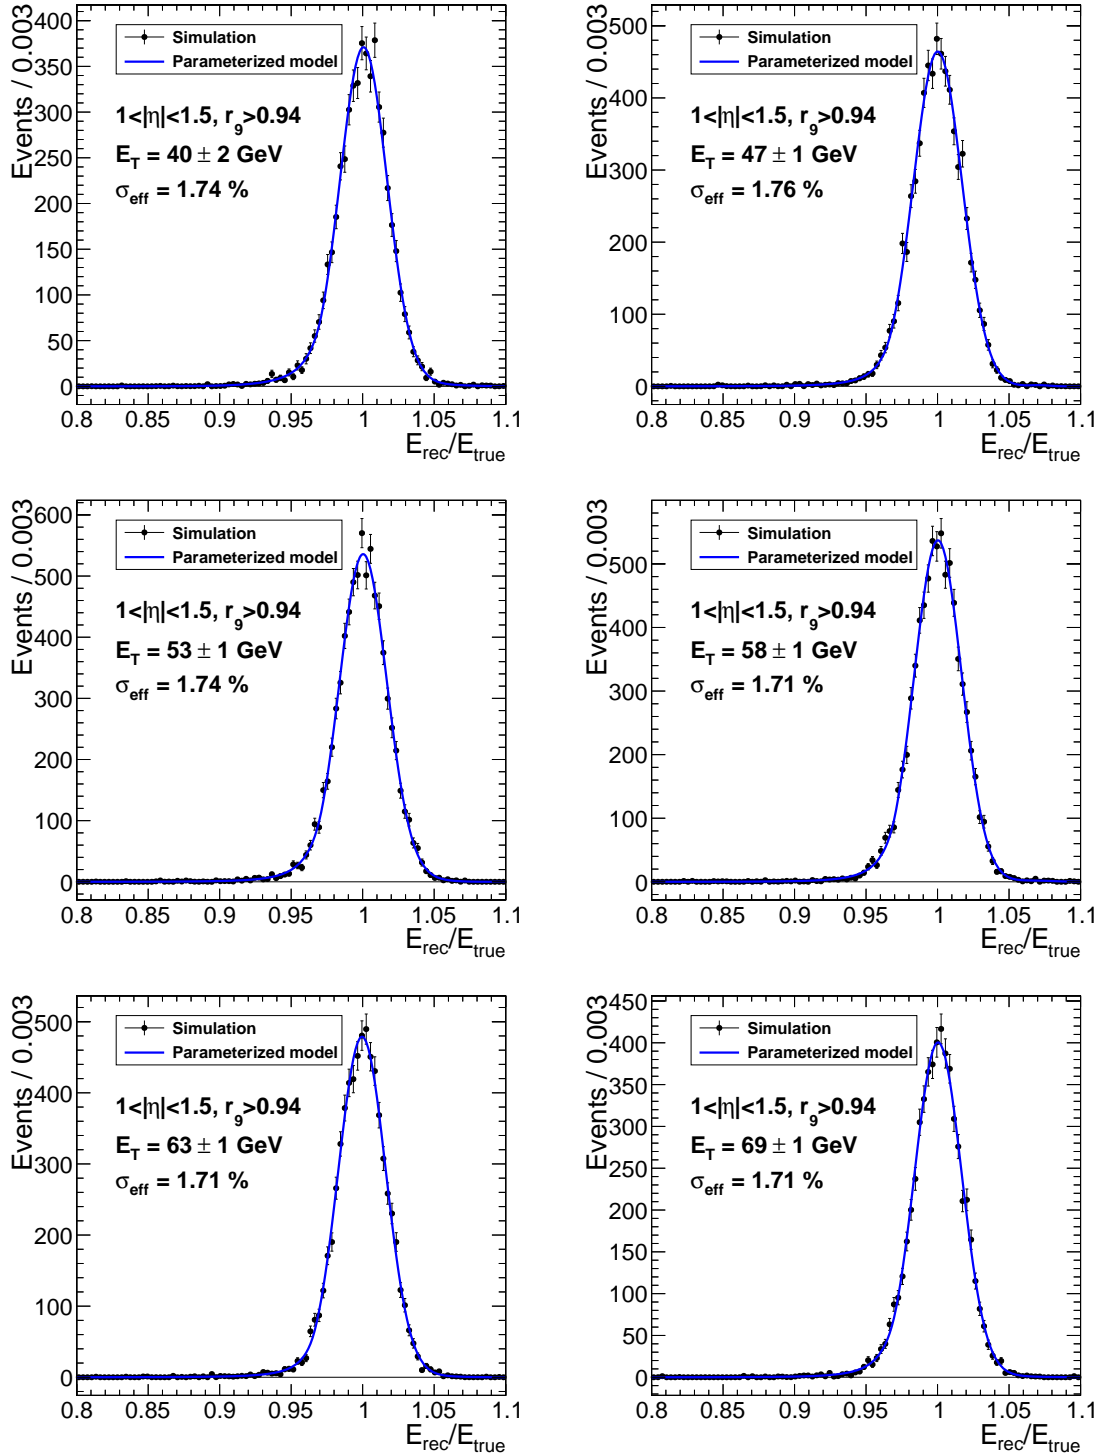 Events / 0.003
400
350
300
250
200
150
100
50
0
Simulation
Parameterized model
1<|η|<1.5, r9>0.94
ET = 40 ± 2 GeV
σeff = 1.74 %
0.8 0.85 0.9 0.95 1 1.05 1.1
Erec/Etrue
Events / 0.003
500
400
300
200
100
0
Simulation
Parameterized model
1<|η|<1.5, r9>0.94
ET = 47 ± 1 GeV
σeff = 1.76 %
0.8 0.85 0.9 0.95 1 1.05 1.1
Erec/Etrue
Events / 0.003
600
500
400
300
200
100
0
Simulation
Parameterized model
1<|η|<1.5, r9>0.94
ET = 53 ± 1 GeV
σeff = 1.74 %
0.8 0.85 0.9 0.95 1 1.05 1.1
Erec/Etrue
Events / 0.003
500
400
300
200
100
0
Simulation
Parameterized model
1<|η|<1.5, r9>0.94
ET = 58 ± 1 GeV
σeff = 1.71 %
0.8 0.85 0.9 0.95 1 1.05 1.1
Erec/Etrue
Events / 0.003
500
400
300
200
100
0
Simulation
Parameterized model
1<|η|<1.5, r9>0.94
ET = 63 ± 1 GeV
σeff = 1.71 %
0.8 0.85 0.9 0.95 1 1.05 1.1
Erec/Etrue
Events / 0.003
450
400
350
300
250
200
150
100
50
0
Simulation
Parameterized model
1<|η|<1.5, r9>0.94
ET = 69 ± 1 GeV
σeff = 1.71 %
0.8 0.85 0.9 0.95 1 1.05 1.1
Erec/Etrue